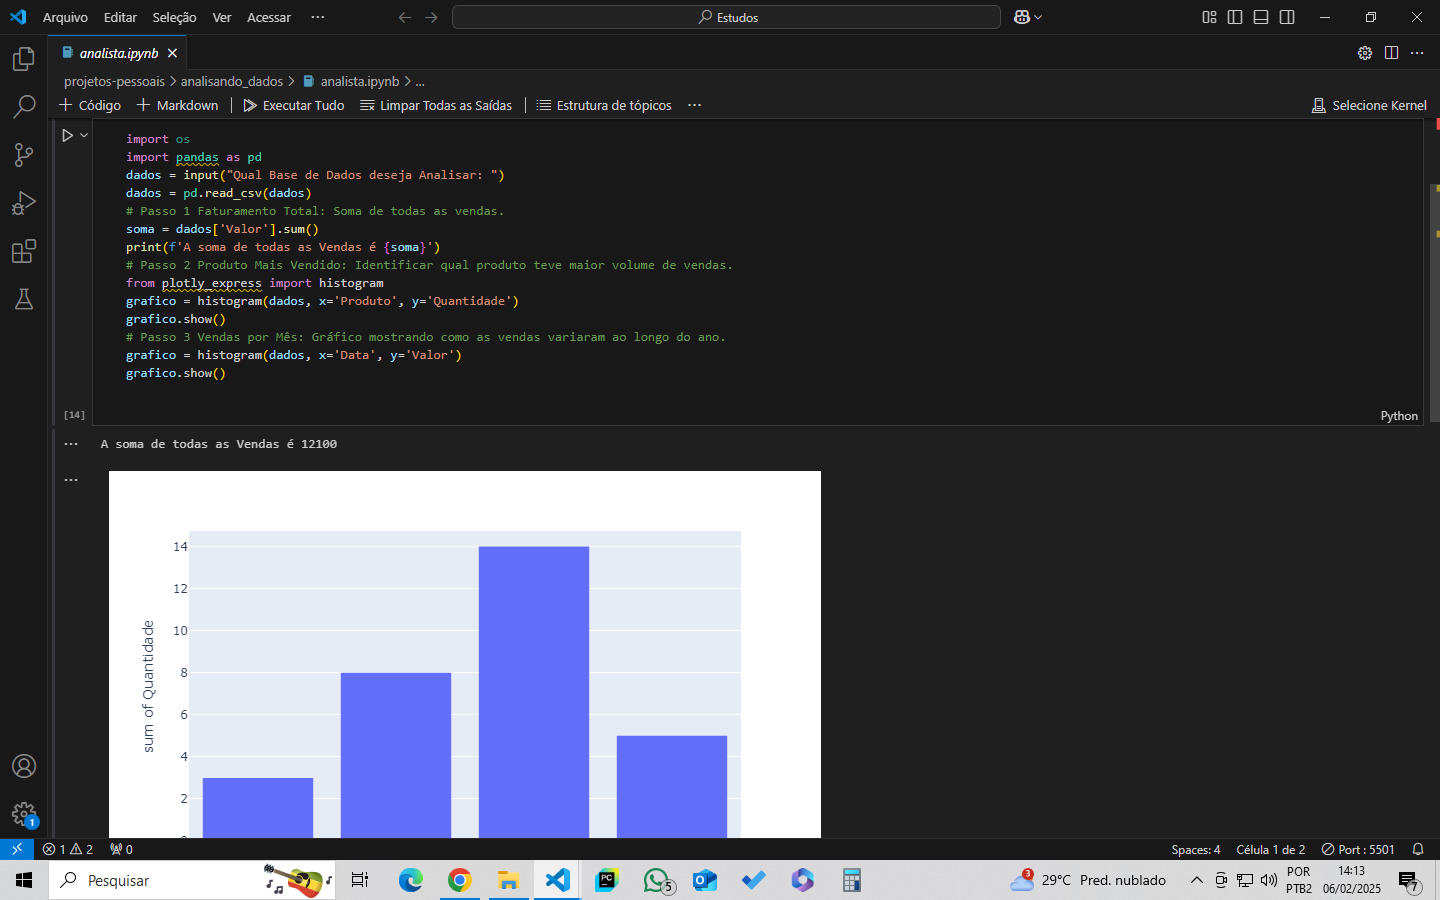 Arquivo Editar Seleção Ver Acessar ··· Estudos
analista.ipynb
projetos-pessoais > analisando_dados > analista.ipynb > ...
Código Markdown Executar Tudo Limpar Todas as Saídas Estrutura de tópicos ··· Selecione Kernel
import os
import pandas as pd
dados = input("Qual Base de Dados deseja Analisar: ")
dados = pd.read_csv(dados)
# Passo 1 Faturamento Total: Soma de todas as vendas.
soma = dados['Valor'].sum()
print(f'A soma de todas as Vendas é {soma}')
# Passo 2 Produto Mais Vendido: Identificar qual produto teve maior volume de vendas.
from plotly_express import histogram
grafico = histogram(dados, x='Produto', y='Quantidade')
grafico.show()
# Passo 3 Vendas por Mês: Gráfico mostrando como as vendas variaram ao longo do ano.
grafico = histogram(dados, x='Data', y='Valor')
grafico.show()
[14] Python
A soma de todas as Vendas é 12100
14
12
10
8
6
4
2
sum of Quantidade
1
1 2 0 Spaces: 4 Célula 1 de 2 Port : 5501
Pesquisar
PC
5
3
29°C Pred. nublado
POR
PTB2
14:13
06/02/2025
7